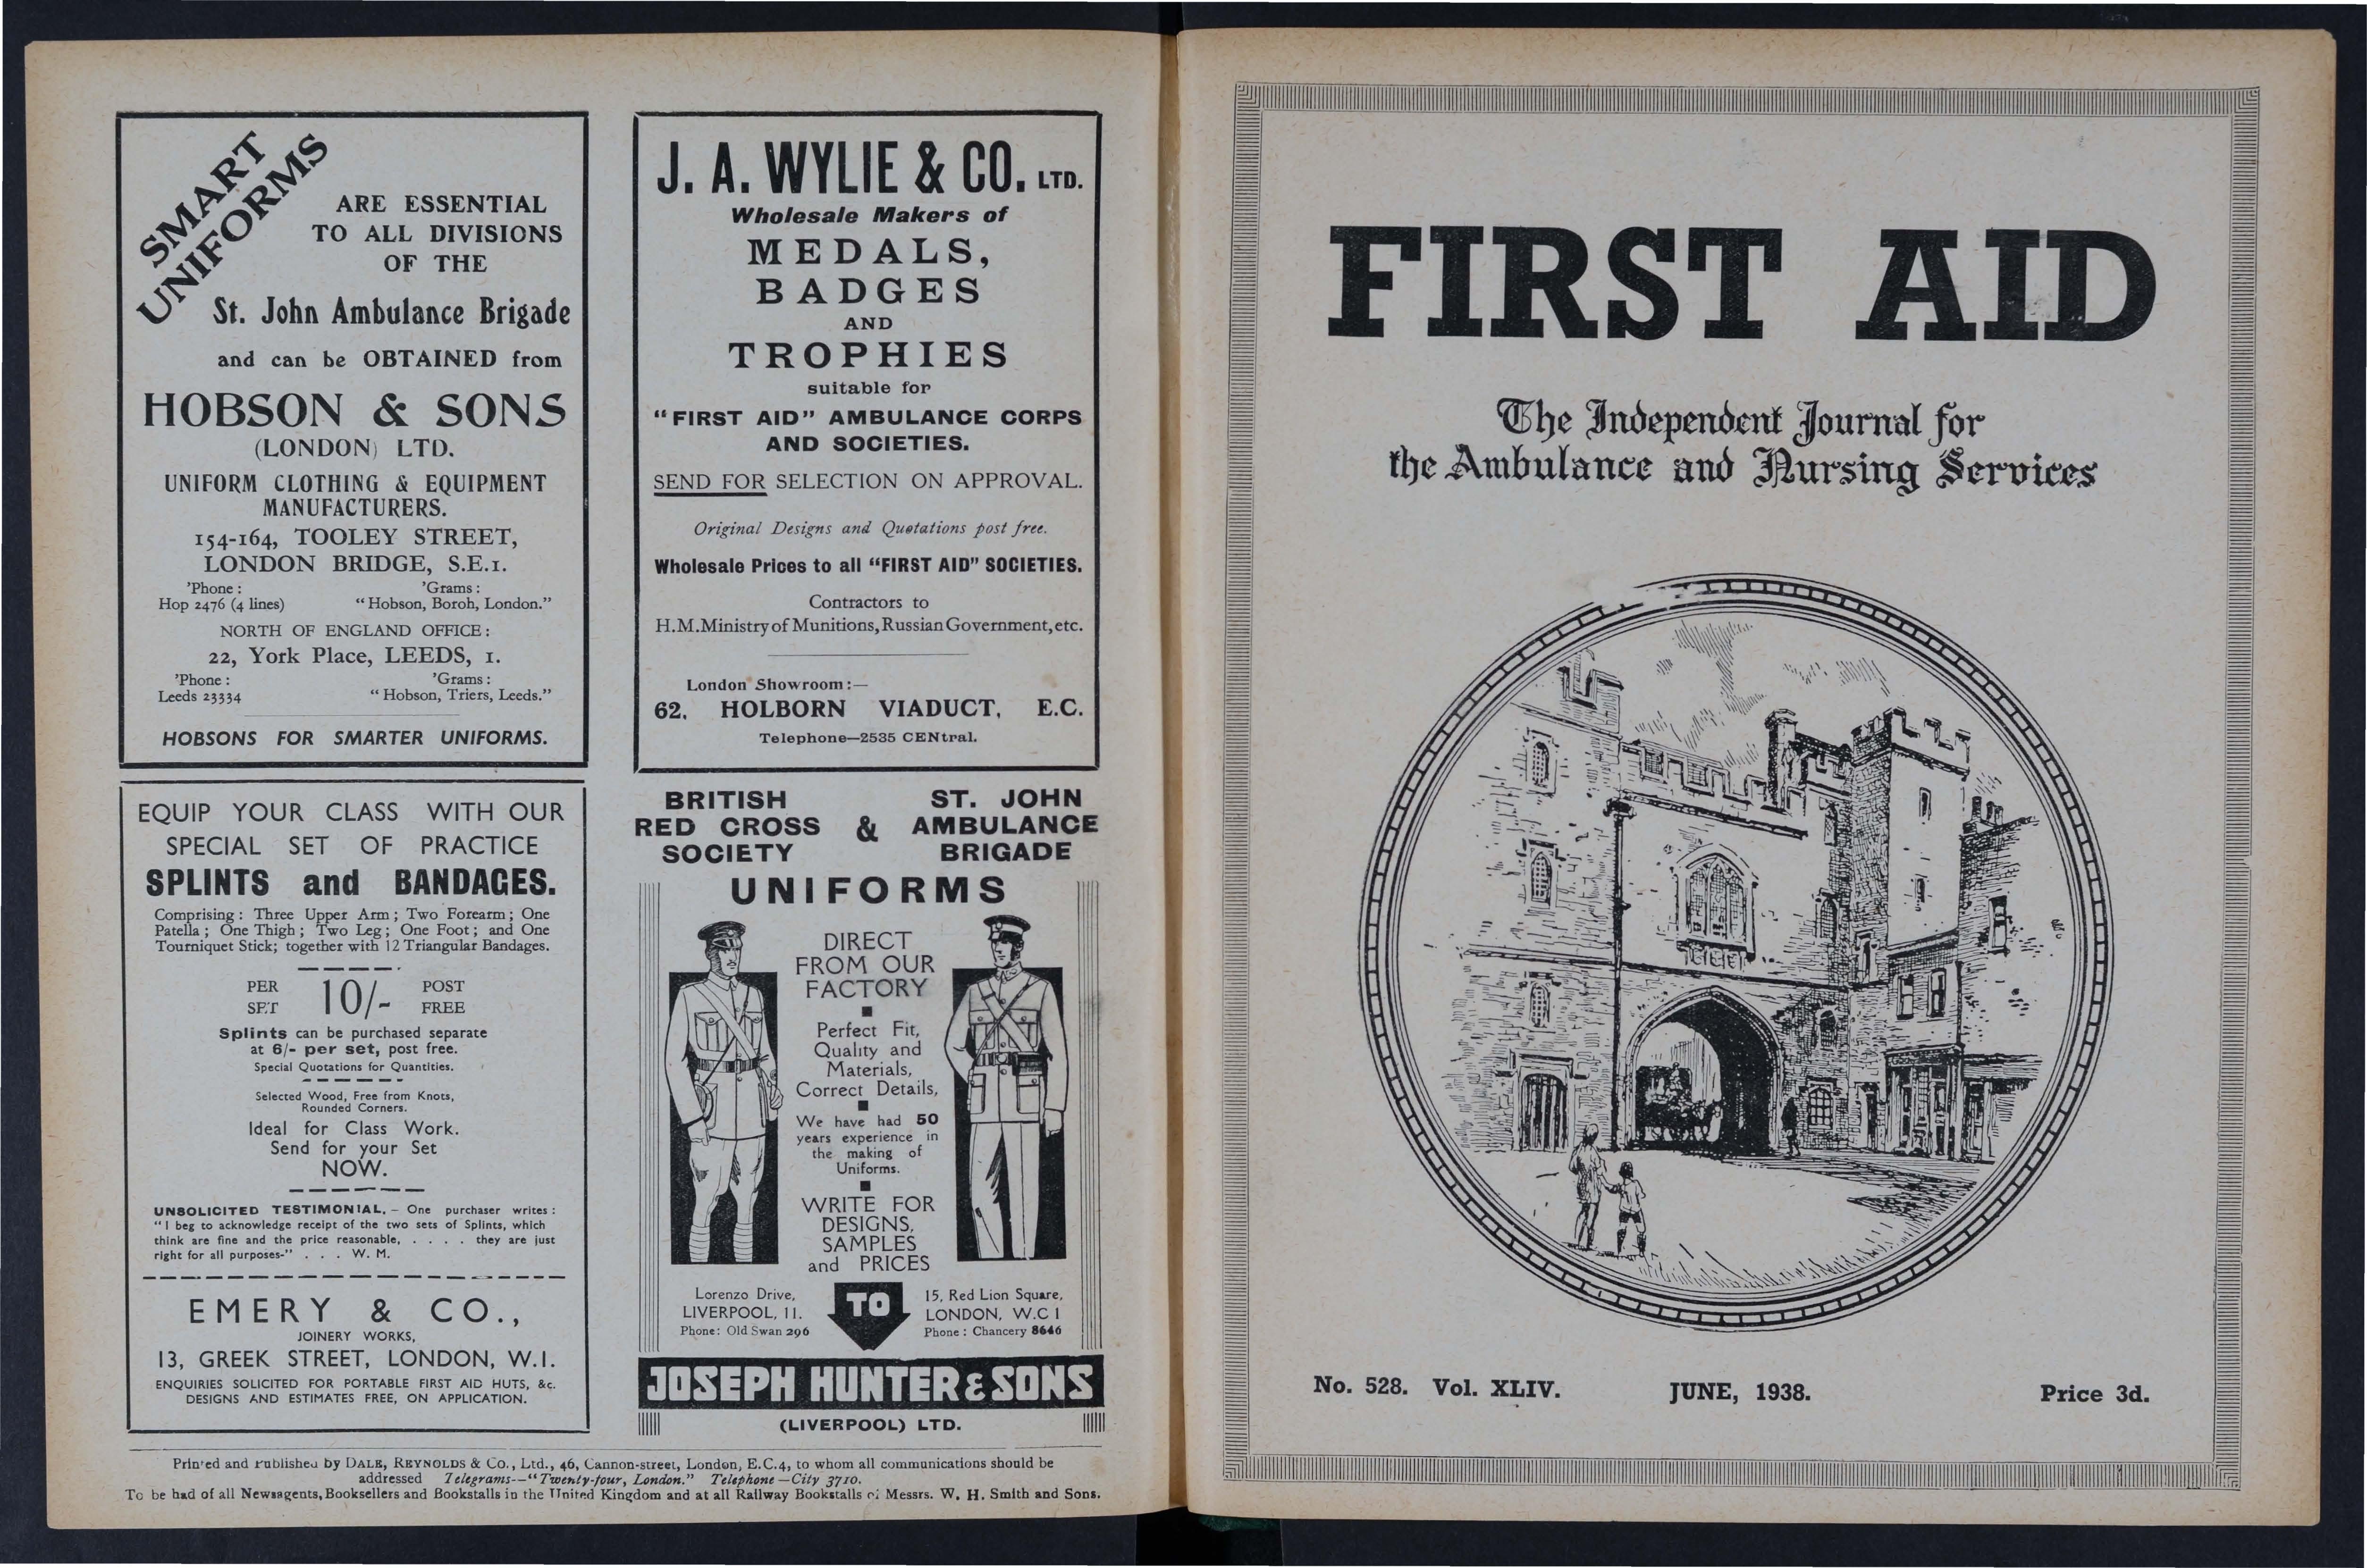 SMART
UNIFORMS
ARE ESSENTIAL
TO ALL DIVISIONS
OF THE
St. John Ambulance Brigade
and can be OBTAINED from
HOBSON & SONS
(LONDON) LTD.
UNIFORM CLOTHING & EQUIPMENT
MANUFACTURERS.
154-164, TOOLEY STREET,
LONDON BRIDGE, S.E.1.
'Phone : 'Grams :
Hop 2476 (4 lines) "Hobson, Boroh, London."
NORTH OF ENGLAND OFFICE :
22, York Place, LEEDS, 1.
'Phone : 'Grams :
Leeds 23334 "Hobson, Triers, Leeds."
HOBSONS FOR SMARTER UNIFORMS.
EQUIP YOUR CLASS WITH OUR
SPECIAL SET OF PRACTICE
SPLINTS and BANDAGES.
Comprising : Three Upper Arm ; Two Forearm ; One
Patella ; One Thigh ; Two Leg ; One Foot ; and One
Tourniquet Stick; together with 12 Triangular Bandages.
PER SET 10/- POST FREE
Splints can be purchased separate
at 6/- per set, post free.
Special Quotations for Quantities.
Selected Wood, Free from Knots,
Rounded Corners.
Ideal for Class Work.
Send for your Set
NOW.
UNSOLICITED TESTIMONIAL. – One purchaser writes :
"I beg to acknowledge receipt of the two sets of Splints, which
think are fine and the price reasonable, . . . . they are just
right for all purposes-" . . . W. M.
EMERY & CO.,
JOINERY WORKS,
13, GREEK STREET, LONDON, W.1.
ENQUIRIES SOLICITED FOR PORTABLE FIRST AID HUTS, &c.
DESIGNS AND ESTIMATES FREE, ON APPLICATION.
J. A. WYLIE & CO. LTD.
Wholesale Makers of
MEDALS,
BADGES
AND
TROPHIES
suitable for
"FIRST AID" AMBULANCE CORPS
AND SOCIETIES.
SEND FOR SELECTION ON APPROVAL.
Original Designs and Quotations post free.
Wholesale Prices to all "FIRST AID" SOCIETIES.
Contractors to
H.M.Ministry of Munitions, Russian Government, etc.
London Showroom :—
62, HOLBORN VIADUCT, E.C.
Telephone—2535 CENtral.
BRITISH RED CROSS SOCIETY & ST. JOHN AMBULANCE BRIGADE
UNIFORMS
DIRECT
FROM OUR
FACTORY
Perfect Fit,
Quality and
Materials,
Correct Details,
We have had 50
years experience in
the making of
Uniforms.
WRITE FOR
DESIGNS,
SAMPLES
and PRICES
TO
Lorenzo Drive,
LIVERPOOL, 11.
Phone: Old Swan 296
15, Red Lion Square,
LONDON, W.C 1
Phone : Chancery 8646
JOSEPH HUNTER & SONS
(LIVERPOOL) LTD.
Printed and Published by DALE, REYNOLDS & Co., Ltd., 46, Cannon-street, London, E.C.4, to whom all communications should be
addressed Telegrams--"Twenty-four, London." Telephone—City 3710.
To be had of all Newsagents, Booksellers and Bookstalls in the United Kingdom and at all Railway Bookstalls of Messrs. W. H. Smith and Sons.
FIRST AID
The Independent Journal for
the Ambulance and Nursing Services
No. 528. Vol. XLIV. JUNE, 1938. Price 3d.